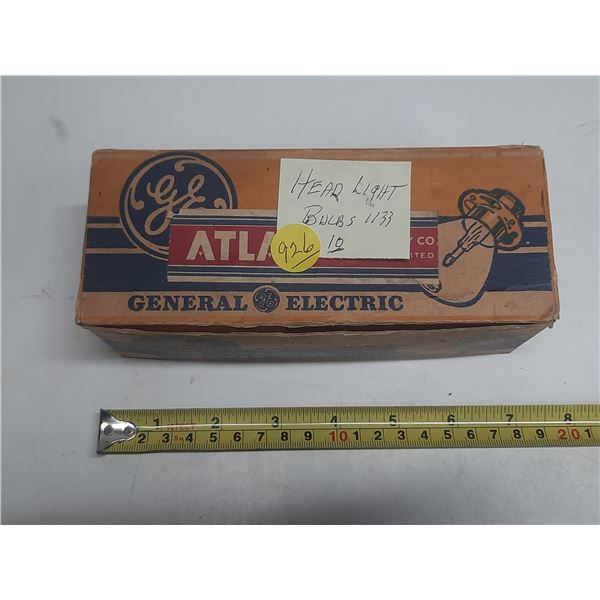 GE
HEAD LIGHT
BULBS 1133
10
926
ATLA
Y CO.
ITED
GENERAL GE ELECTRIC
1 2 3 4 5 6 7 8
2 3 4 6 7 8 9 10 1 2 3 4 5 6 7 8 9 20 1